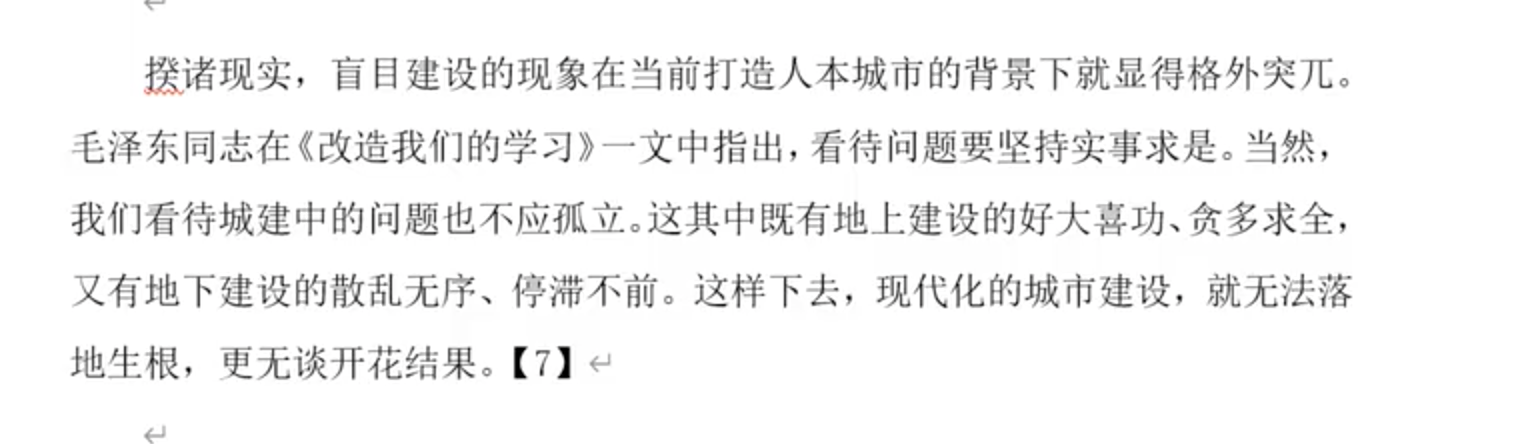 揆诸现实，盲目建设的现象在当前打造人本城市的背景下就显得格外突兀。
毛泽东同志在《改造我们的学习》一文中指出，看待问题要坚持实事求是。当然，
我们看待城建中的问题也不应孤立。这其中既有地上建设的好大喜功、贪多求全，
又有地下建设的散乱无序、停滞不前。这样下去，现代化的城市建设，就无法落
地生根，更无谈开花结果。【7】